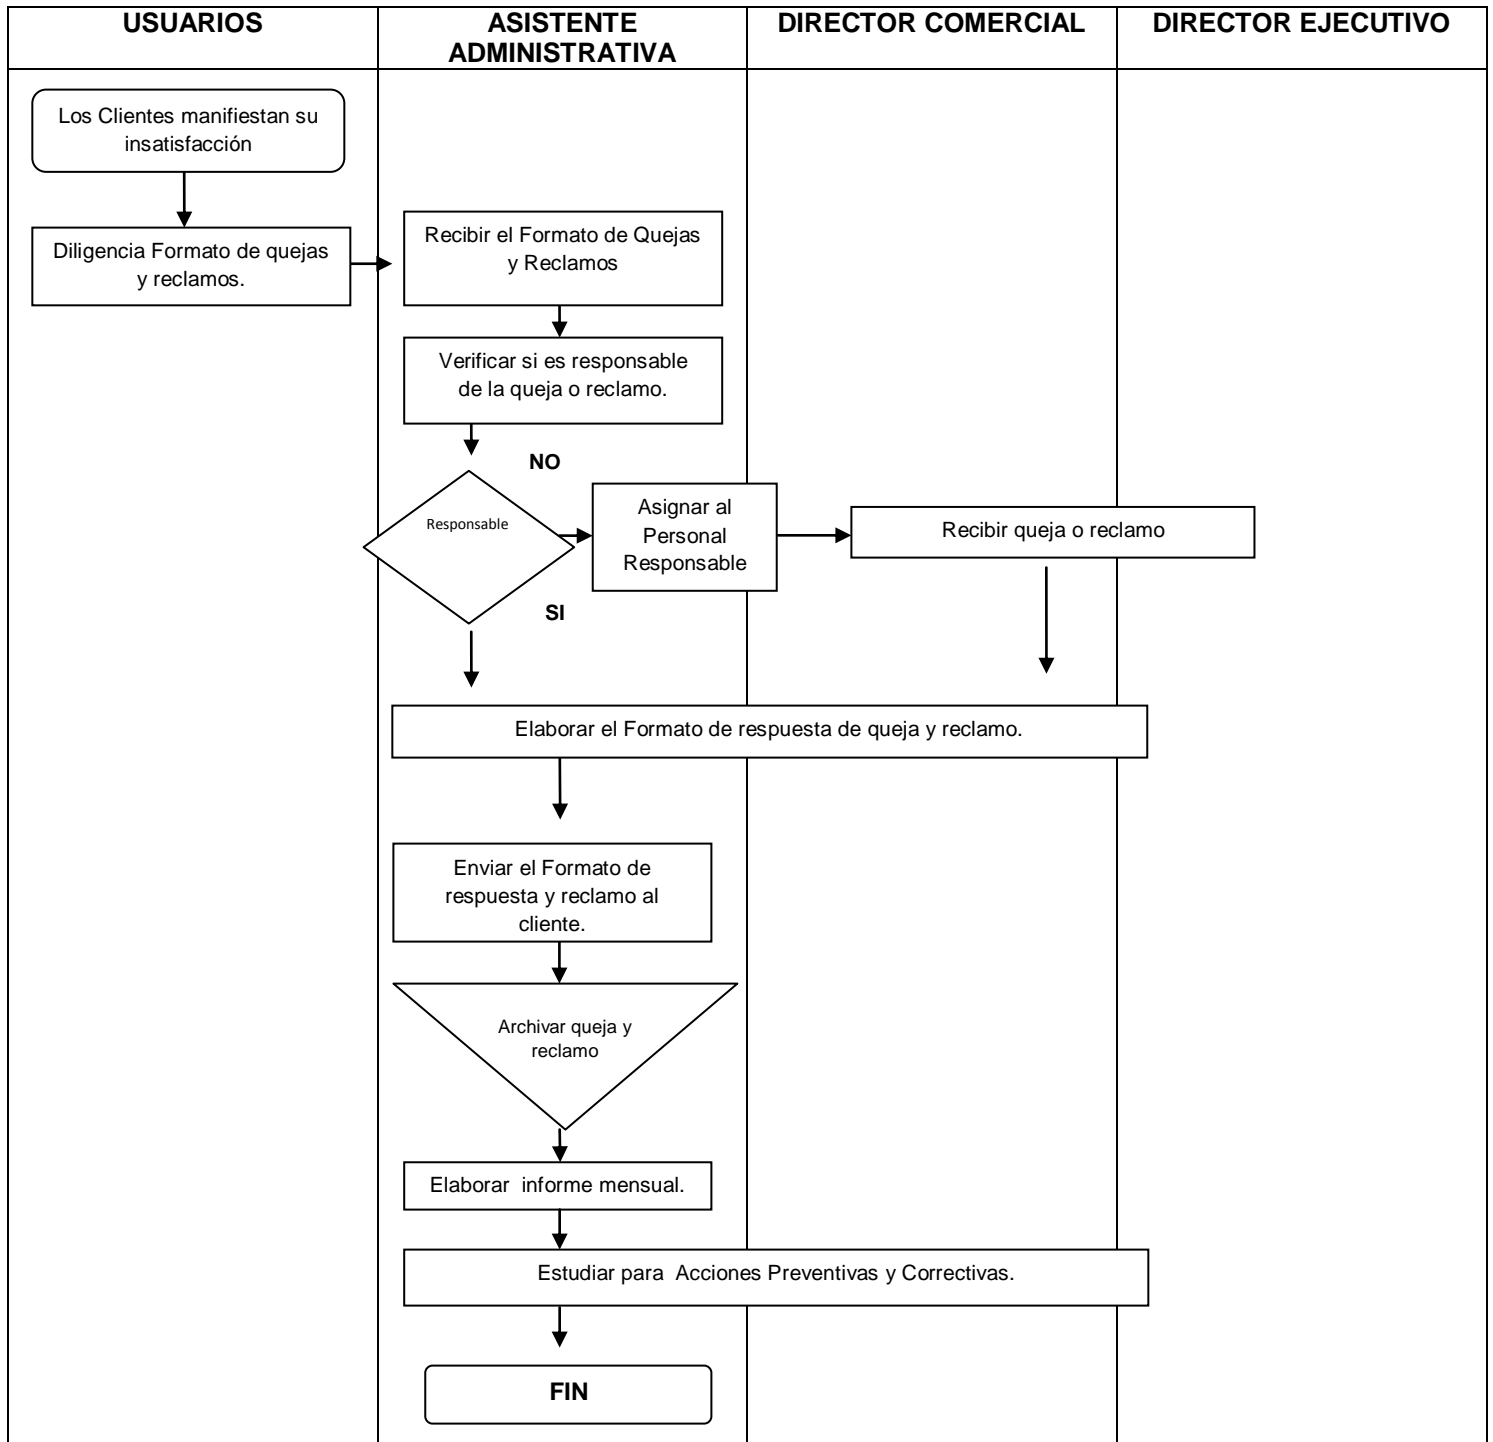 USUARIOS
ASISTENTE
ADMINISTRATIVA
DIRECTOR COMERCIAL
DIRECTOR EJECUTIVO
Los Clientes manifiestan su
insatisfacción
Diligencia Formato de quejas
y reclamos.
Recibir el Formato de Quejas
y Reclamos
Verificar si es responsable
de la queja o reclamo.
NO
Responsable
Asignar al
Personal
Responsable
Recibir queja o reclamo
SI
Elaborar el Formato de respuesta de queja y reclamo.
Enviar el Formato de
respuesta y reclamo al
cliente.
Archivar queja y
reclamo
Elaborar  informe mensual.
Estudiar para  Acciones Preventivas y Correctivas.
FIN